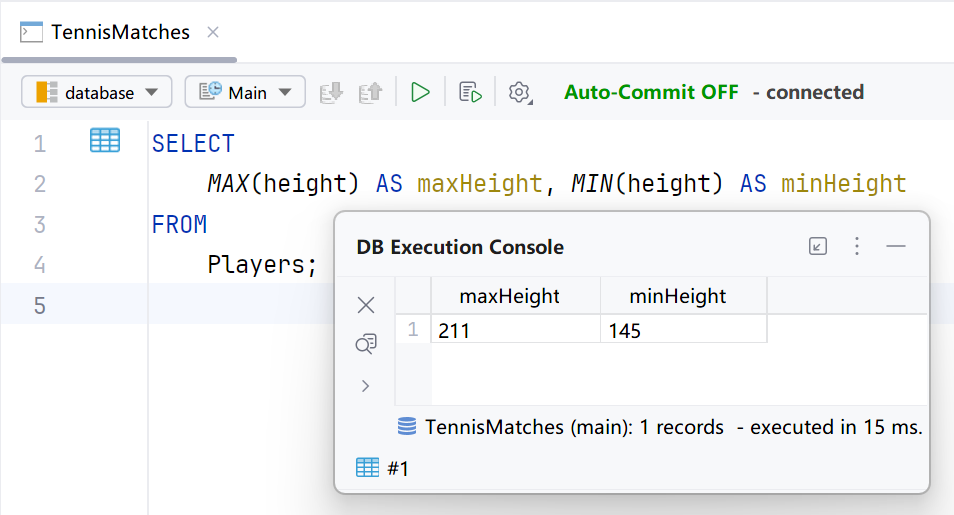 TennisMatches
database Main Auto-Commit OFF - connected
1 SELECT
2 MAX(height) AS maxHeight, MIN(height) AS minHeight
3 FROM
4 Players;
5
DB Execution Console
maxHeight minHeight
1 211 145
TennisMatches (main): 1 records - executed in 15 ms.
#1